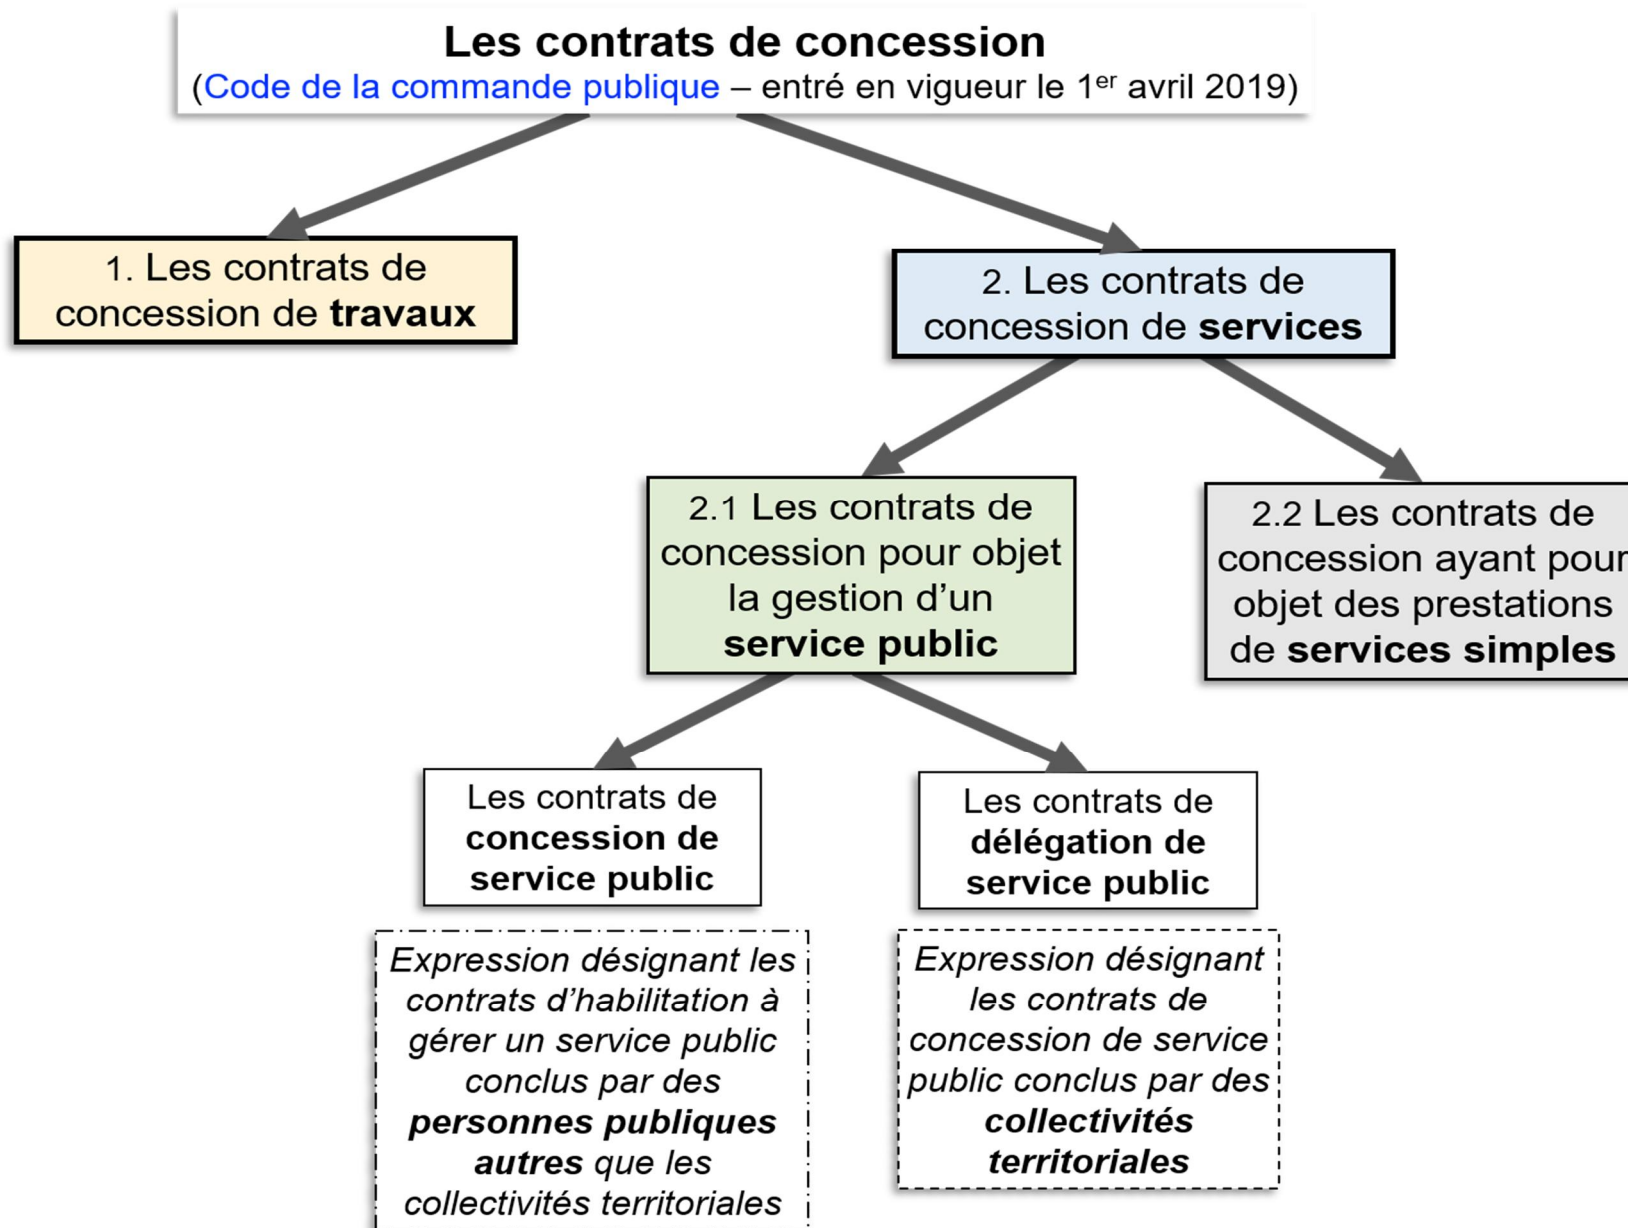 Les contrats de concession
(Code de la commande publique – entré en vigueur le 1er avril 2019)
1. Les contrats de
concession de travaux
2. Les contrats de
concession de services
2.1 Les contrats de
concession pour objet
la gestion d’un
service public
2.2 Les contrats de
concession ayant pour
objet des prestations
de services simples
Les contrats de
concession de
service public
Les contrats de
délégation de
service public
Expression désignant les
contrats d’habilitation à
gérer un service public
conclus par des
personnes publiques
autres que les
collectivités territoriales
Expression désignant
les contrats de
concession de service
public conclus par des
collectivités
territoriales